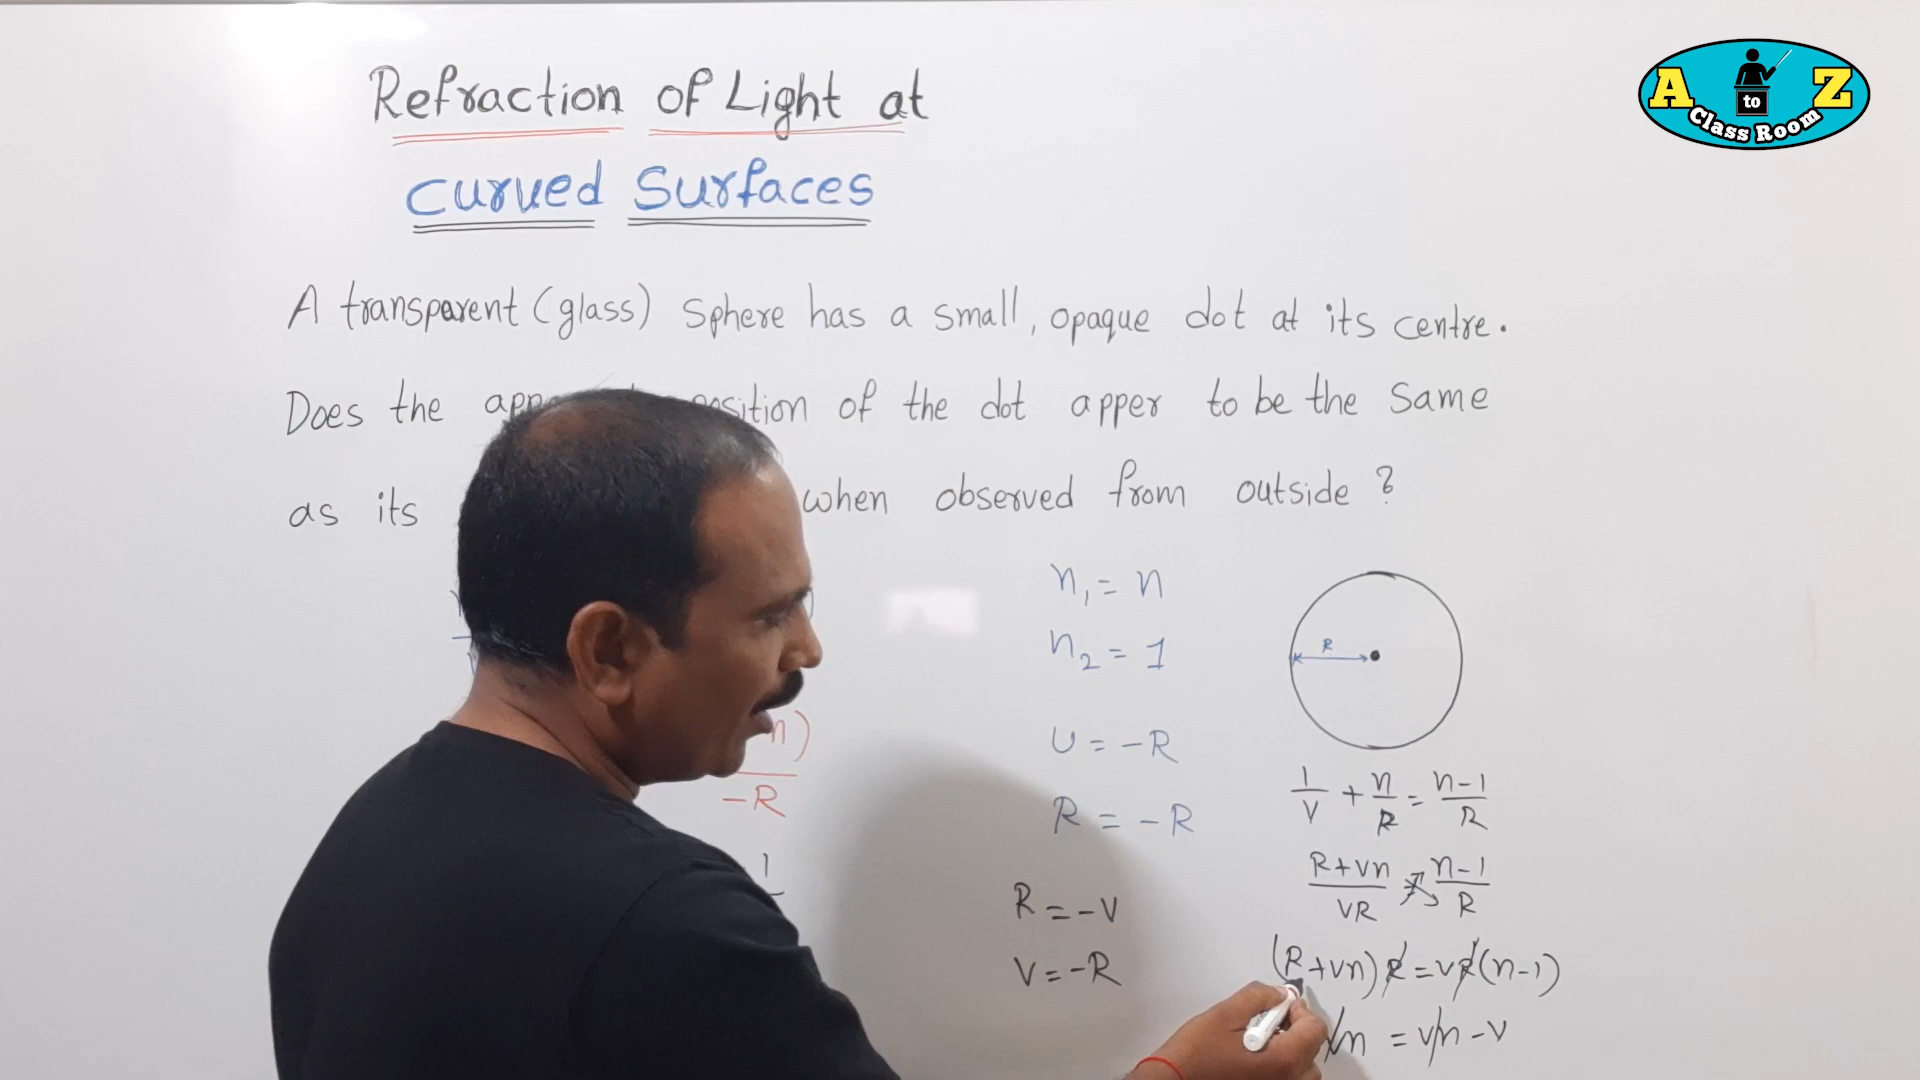 Refraction of Light at
Curved Surfaces
A to Z
Class Room
A transparent (glass) Sphere has a small, opaque dot at its centre.
Does the position of the dot apper to be the Same
as its when observed from outside ?
n₁ = n
n₂ = 1
u = -R
R = -R
R = -v
v = -R
n)
-R
1
R
1/v + n/R = n-1/R
R+vn/vR = n-1/R
(R+vn) R = vR(n-1)
vn = vn - v